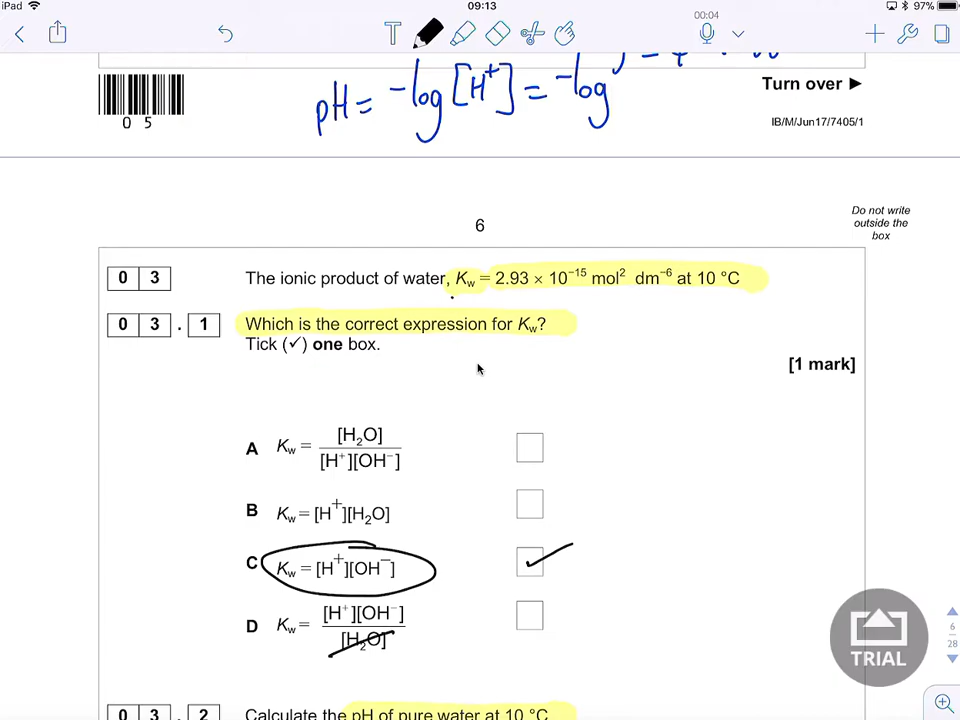 iPad 09:13 97%
T 00:04
pH = -log [H⁺] = -log
Turn over ►
0 5
IB/M/Jun17/7405/1
6
Do not write
outside the
box
0 3 The ionic product of water, Kw = 2.93 × 10⁻¹⁵ mol² dm⁻⁶ at 10 °C
0 3 . 1 Which is the correct expression for Kw?
Tick (✓) one box.
[1 mark]
A Kw = [H₂O] / [H⁺][OH⁻]
B Kw = [H⁺][H₂O]
C Kw = [H⁺][OH⁻] ✓
D Kw = [H⁺][OH⁻] / [H₂O]
TRIAL
6
28
0 3 . 2 Calculate the pH of pure water at 10 °C